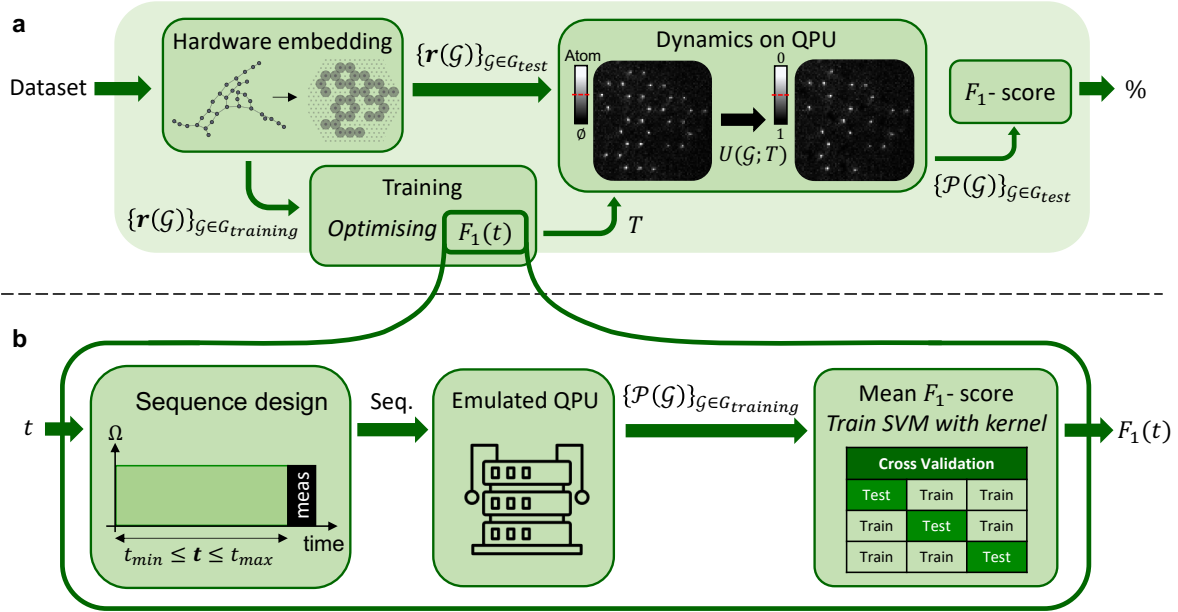 a
Dataset
Hardware embedding
{𝒓(𝒢)}𝒢∈G_test
Dynamics on QPU
Atom
∅
0
1
U(𝒢; T)
F₁- score
%
{𝒫(𝒢)}𝒢∈G_test
{𝒓(𝒢)}𝒢∈G_training
Training
Optimising F₁(t)
T
b
t
Sequence design
Ω
meas
time
t_min ≤ 𝒕 ≤ t_max
Seq.
Emulated QPU
{𝒫(𝒢)}𝒢∈G_training
Mean F₁- score
Train SVM with kernel
Cross Validation
Test Train Train
Train Test Train
Train Train Test
F₁(t)